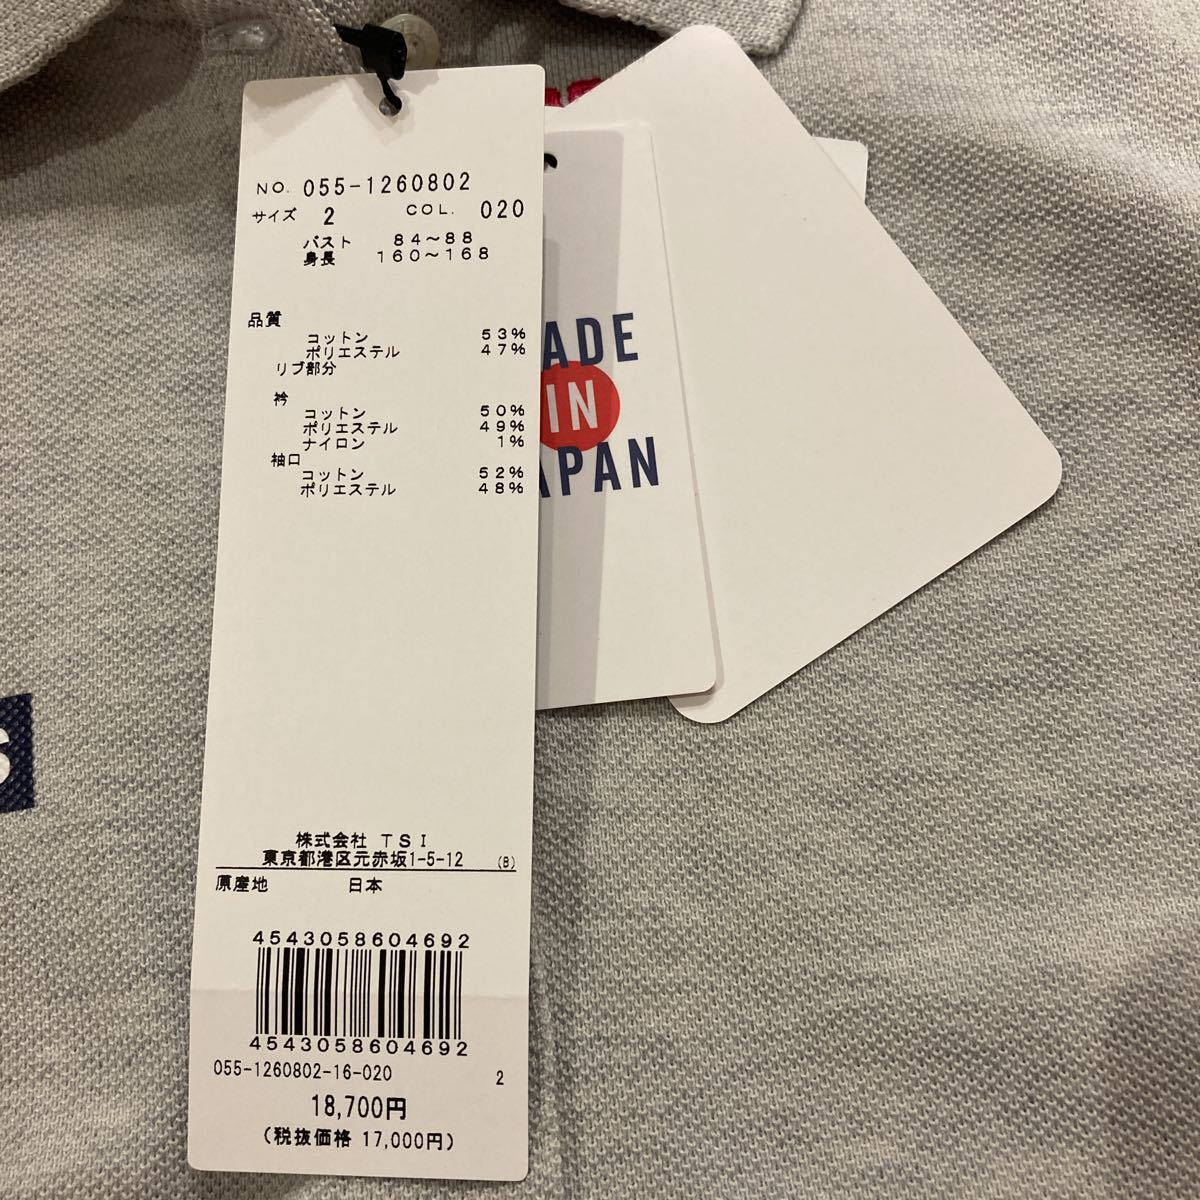 NO. 055-1260802
サイズ 2 COL. 020
バスト 84～88
身長 160～168
品質
コットン 53%
ポリエステル 47%
リブ部分
衿
コットン 50%
ポリエステル 49%
ナイロン 1%
袖口
コットン 52%
ポリエステル 48%
株式会社 TSI
東京都港区元赤坂1-5-12 (B)
原産地 日本
4543058604692
4543058604692
055-1260802-16-020 2
18,700円
(税抜価格 17,000円)
ADE
IN
APAN
S